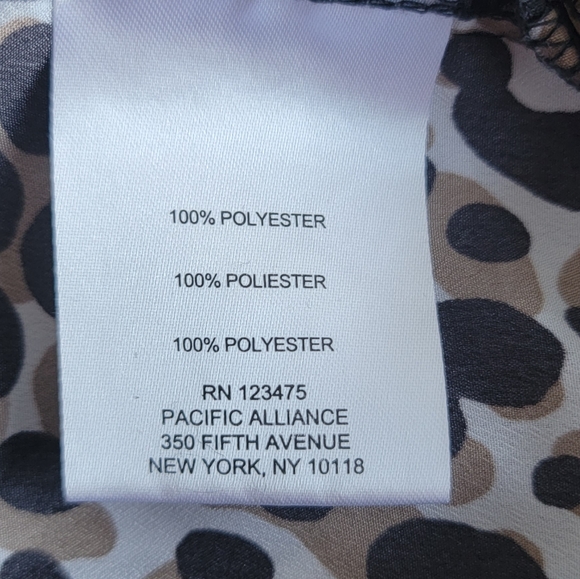 100% POLYESTER
100% POLIESTER
100% POLYESTER
RN 123475
PACIFIC ALLIANCE
350 FIFTH AVENUE
NEW YORK, NY 10118